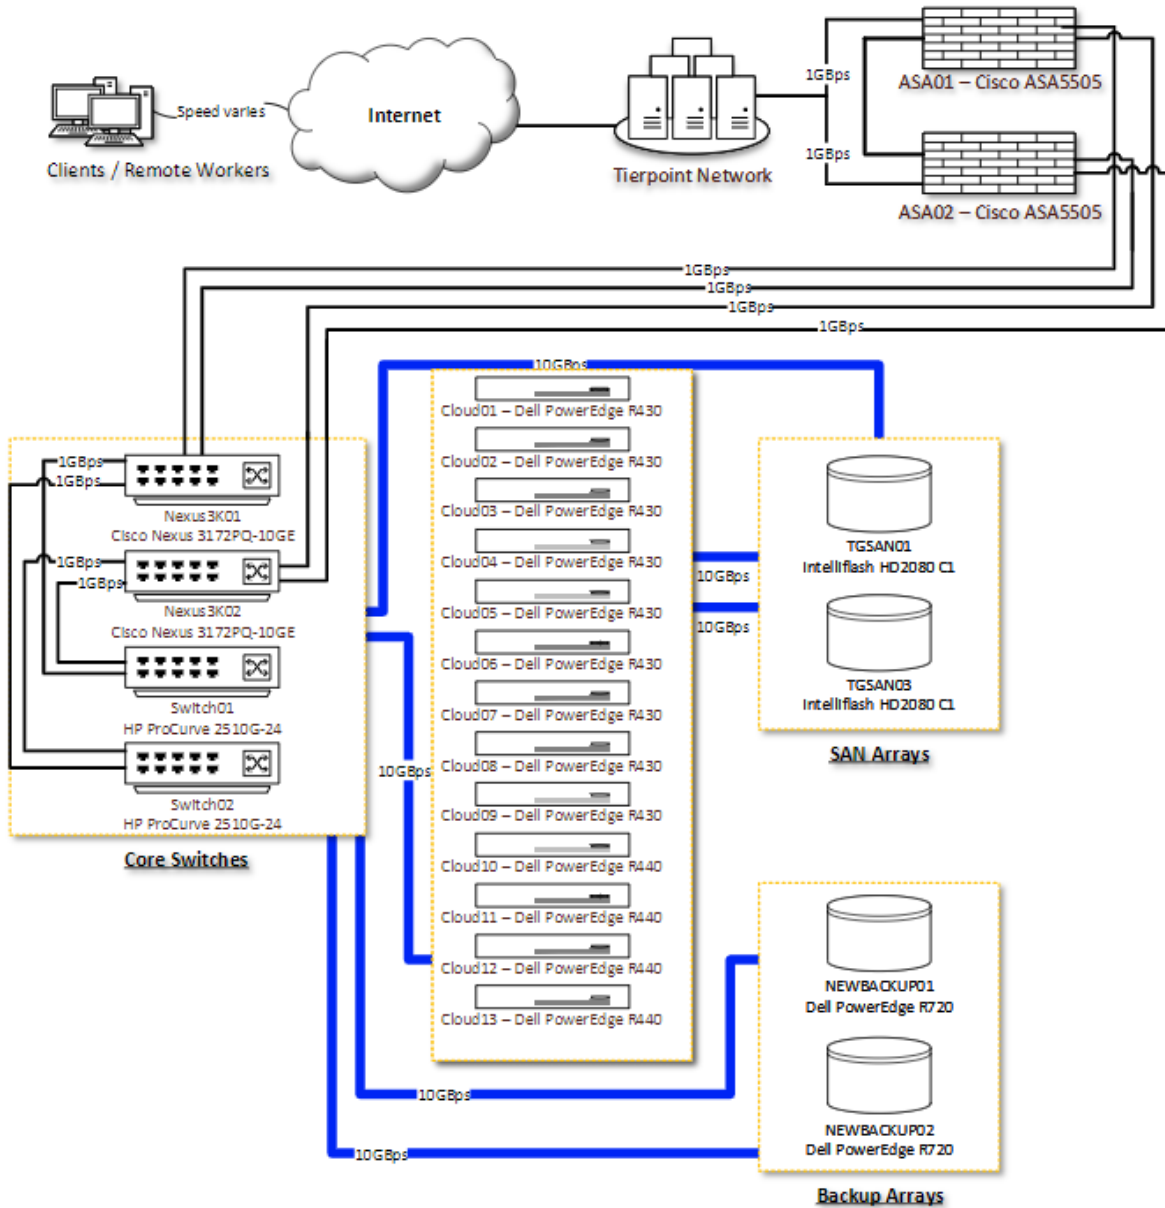 1GBps
ASA01 – Cisco ASA5505
Speed varies
Internet
Clients / Remote Workers
Tierpoint Network
1GBps
ASA02 – Cisco ASA5505
1GBps
1GBps
1GBps
1GBps
10GBps
Cloud01 – Dell PowerEdge R430
Cloud02 – Dell PowerEdge R430
Cloud03 – Dell PowerEdge R430
Cloud04 – Dell PowerEdge R430
Cloud05 – Dell PowerEdge R430
Cloud06 – Dell PowerEdge R430
Cloud07 – Dell PowerEdge R430
Cloud08 – Dell PowerEdge R430
Cloud09 – Dell PowerEdge R430
Cloud10 – Dell PowerEdge R440
Cloud11 – Dell PowerEdge R440
Cloud12 – Dell PowerEdge R440
Cloud13 – Dell PowerEdge R440
1GBps
1GBps
Nexus3K01
Cisco Nexus 3172PQ-10GE
1GBps
1GBps
Nexus3K02
Cisco Nexus 3172PQ-10GE
Switch01
HP ProCurve 2510G-24
Switch02
HP ProCurve 2510G-24
Core Switches
10GBps
10GBps
10GBps
TGSAN01
Intelliflash HD2080 C1
TGSAN03
Intelliflash HD2080 C1
SAN Arrays
NEWBACKUP01
Dell PowerEdge R720
NEWBACKUP02
Dell PowerEdge R720
Backup Arrays
10GBps
10GBps